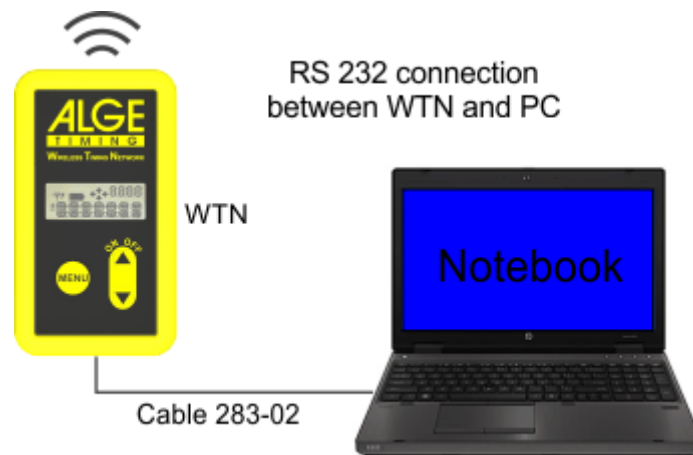 RS 232 connection
between WTN and PC
ALGE
TIMING
WIRELESS TIMING NETWORK
WTN
ON OFF
MENU
Notebook
Cable 283-02